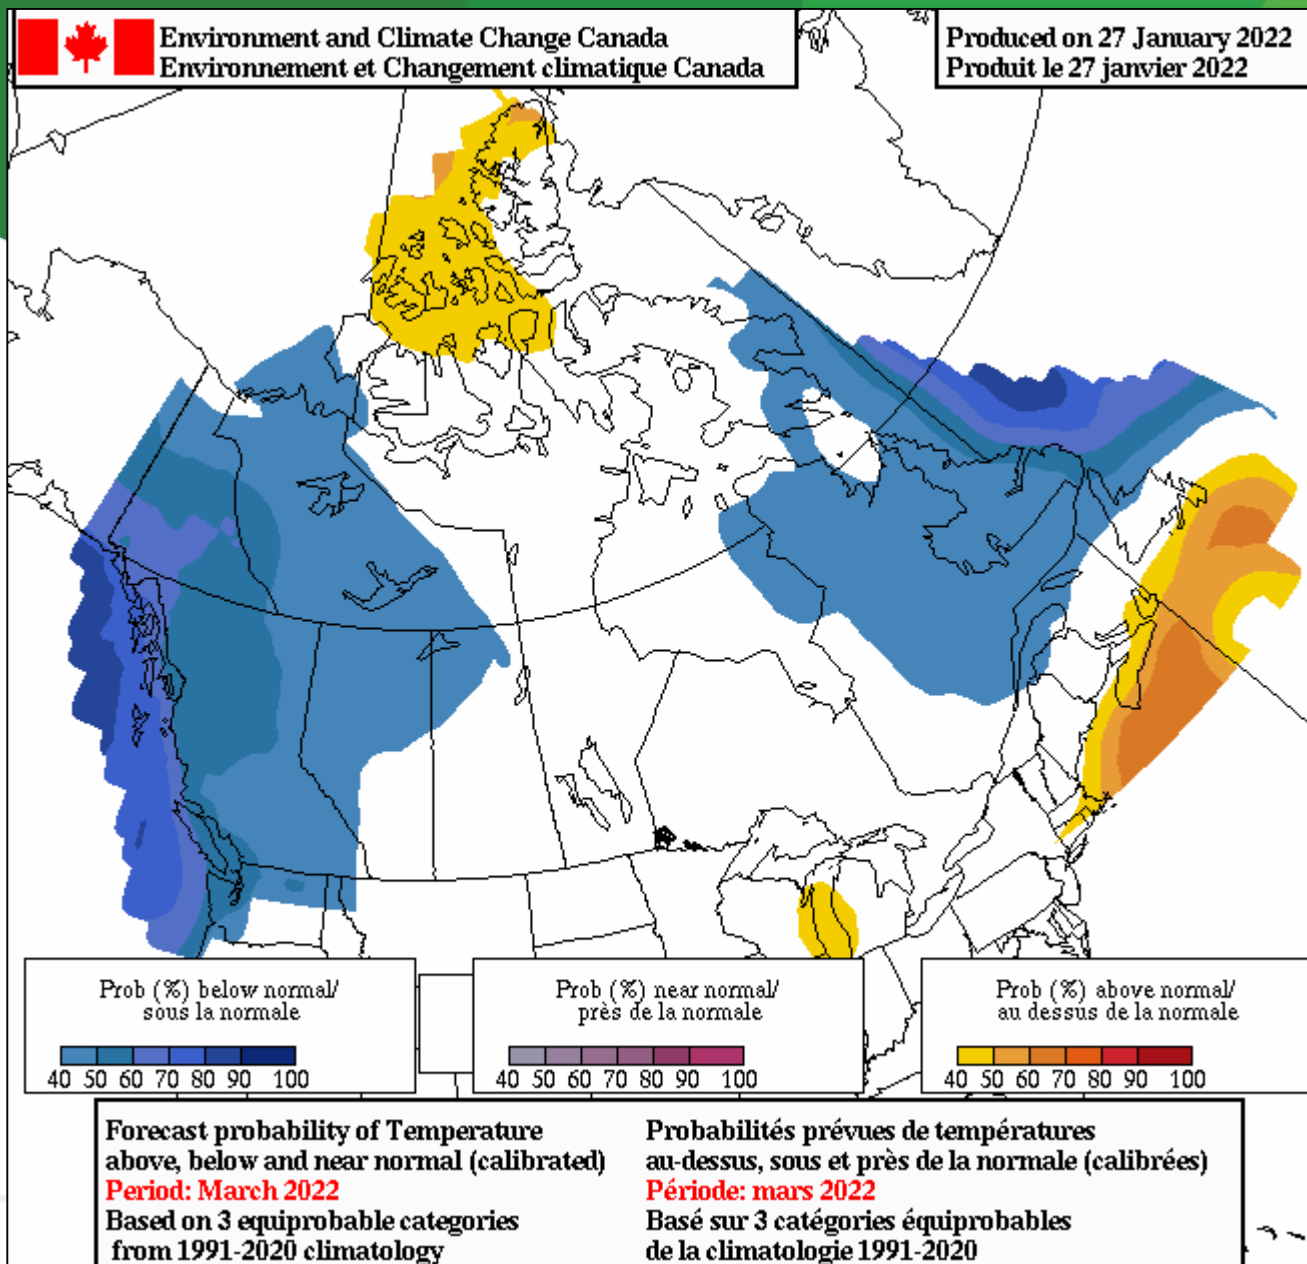 Environment and Climate Change Canada
Environnement et Changement climatique Canada
Produced on 27 January 2022
Produit le 27 janvier 2022
Prob (%) below normal/
sous la normale
40 50 60 70 80 90 100
Prob (%) near normal/
près de la normale
40 50 60 70 80 90 100
Prob (%) above normal/
au dessus de la normale
40 50 60 70 80 90 100
Forecast probability of Temperature
above, below and near normal (calibrated)
Period: March 2022
Based on 3 equiprobable categories
from 1991-2020 climatology
Probabilités prévues de températures
au-dessus, sous et près de la normale (calibrées)
Période: mars 2022
Basé sur 3 catégories équiprobables
de la climatologie 1991-2020